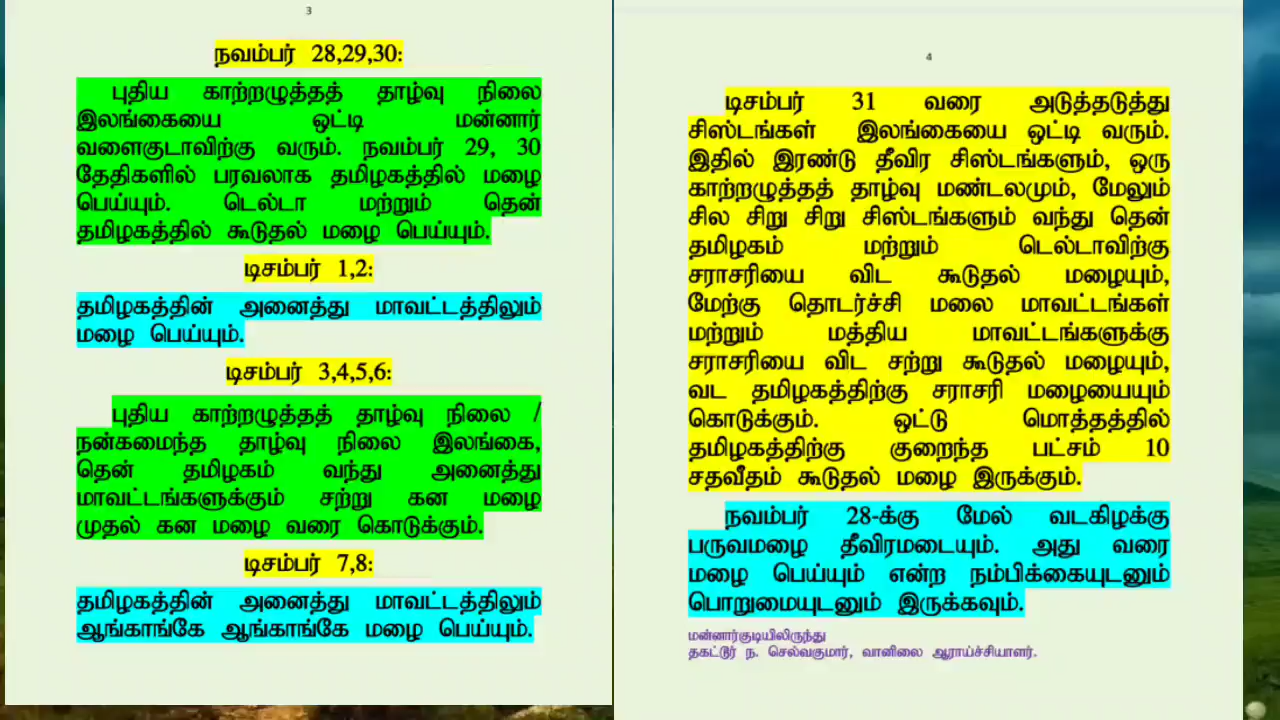 3
நவம்பர் 28,29,30:
புதிய காற்றழுத்தத் தாழ்வு நிலை
இலங்கையை ஒட்டி மன்னார்
வளைகுடாவிற்கு வரும். நவம்பர் 29, 30
தேதிகளில் பரவலாக தமிழகத்தில் மழை
பெய்யும். டெல்டா மற்றும் தென்
தமிழகத்தில் கூடுதல் மழை பெய்யும்.
டிசம்பர் 1,2:
தமிழகத்தின் அனைத்து மாவட்டத்திலும்
மழை பெய்யும்.
டிசம்பர் 3,4,5,6:
புதிய காற்றழுத்தத் தாழ்வு நிலை /
நன்கமைந்த தாழ்வு நிலை இலங்கை,
தென் தமிழகம் வந்து அனைத்து
மாவட்டங்களுக்கும் சற்று கன மழை
முதல் கன மழை வரை கொடுக்கும்.
டிசம்பர் 7,8:
தமிழகத்தின் அனைத்து மாவட்டத்திலும்
ஆங்காங்கே ஆங்காங்கே மழை பெய்யும்.
4
டிசம்பர் 31 வரை அடுத்தடுத்து
சிஸ்டங்கள் இலங்கையை ஒட்டி வரும்.
இதில் இரண்டு தீவிர சிஸ்டங்களும், ஒரு
காற்றழுத்தத் தாழ்வு மண்டலமும், மேலும்
சில சிறு சிறு சிஸ்டங்களும் வந்து தென்
தமிழகம் மற்றும் டெல்டாவிற்கு
சராசரியை விட கூடுதல் மழையும்,
மேற்கு தொடர்ச்சி மலை மாவட்டங்கள்
மற்றும் மத்திய மாவட்டங்களுக்கு
சராசரியை விட சற்று கூடுதல் மழையும்,
வட தமிழகத்திற்கு சராசரி மழையையும்
கொடுக்கும். ஒட்டு மொத்தத்தில்
தமிழகத்திற்கு குறைந்த பட்சம் 10
சதவீதம் கூடுதல் மழை இருக்கும்.
நவம்பர் 28-க்கு மேல் வடகிழக்கு
பருவமழை தீவிரமடையும். அது வரை
மழை பெய்யும் என்ற நம்பிக்கையுடனும்
பொறுமையுடனும் இருக்கவும்.
மன்னார்குடியிலிருந்து
தகட்டூர் ந. செல்வகுமார், வானிலை ஆராய்ச்சியாளர்.